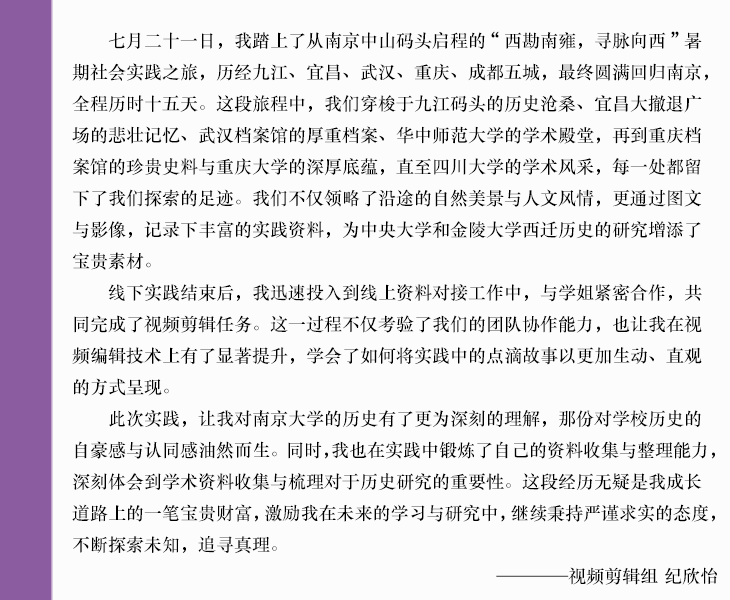 七月二十一日，我踏上了从南京中山码头启程的“西勘南雍，寻脉向西”暑
期社会实践之旅，历经九江、宜昌、武汉、重庆、成都五城，最终圆满回归南京，
全程历时十五天。这段旅程中，我们穿梭于九江码头的历史沧桑、宜昌大撤退广
场的悲壮记忆、武汉档案馆的厚重档案、华中师范大学的学术殿堂，再到重庆档
案馆的珍贵史料与重庆大学的深厚底蕴，直至四川大学的学术风采，每一处都留
下了我们探索的足迹。我们不仅领略了沿途的自然美景与人文风情，更通过图文
与影像，记录下丰富的实践资料，为中央大学和金陵大学西迁历史的研究增添了
宝贵素材。
线下实践结束后，我迅速投入到线上资料对接工作中，与学姐紧密合作，共
同完成了视频剪辑任务。这一过程不仅考验了我们的团队协作能力，也让我在视
频编辑技术上有了显著提升，学会了如何将实践中的点滴故事以更加生动、直观
的方式呈现。
此次实践，让我对南京大学的历史有了更为深刻的理解，那份对学校历史的
自豪感与认同感油然而生。同时，我也在实践中锻炼了自己的资料收集与整理能力，
深刻体会到学术资料收集与梳理对于历史研究的重要性。这段经历无疑是我成长
道路上的一笔宝贵财富，激励我在未来的学习与研究中，继续秉持严谨求实的态度，
不断探索未知，追寻真理。
————视频剪辑组 纪欣怡